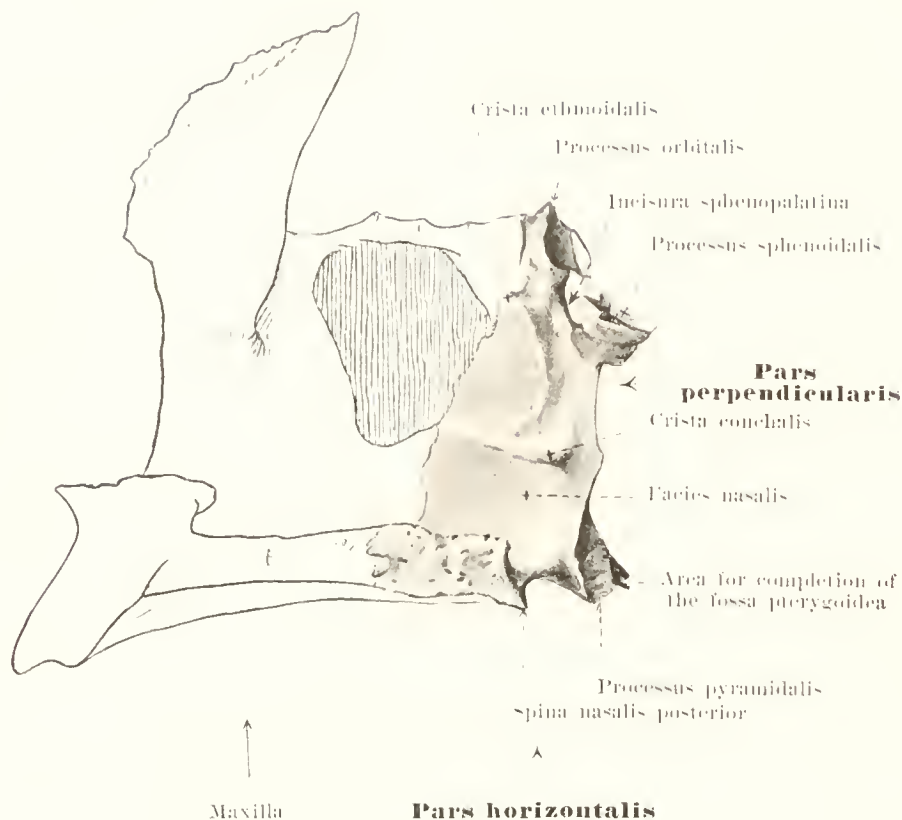 Crista ethmoidalis
Processus orbitalis
Incisura sphenopalatina
Processus sphenoidalis
Pars
perpendicularis
Crista conchalis
Facies nasalis
Area for completion of
the fossa pterygoidea
Processus pyramidalis
Spina nasalis posterior
Maxilla
Pars horizontalis